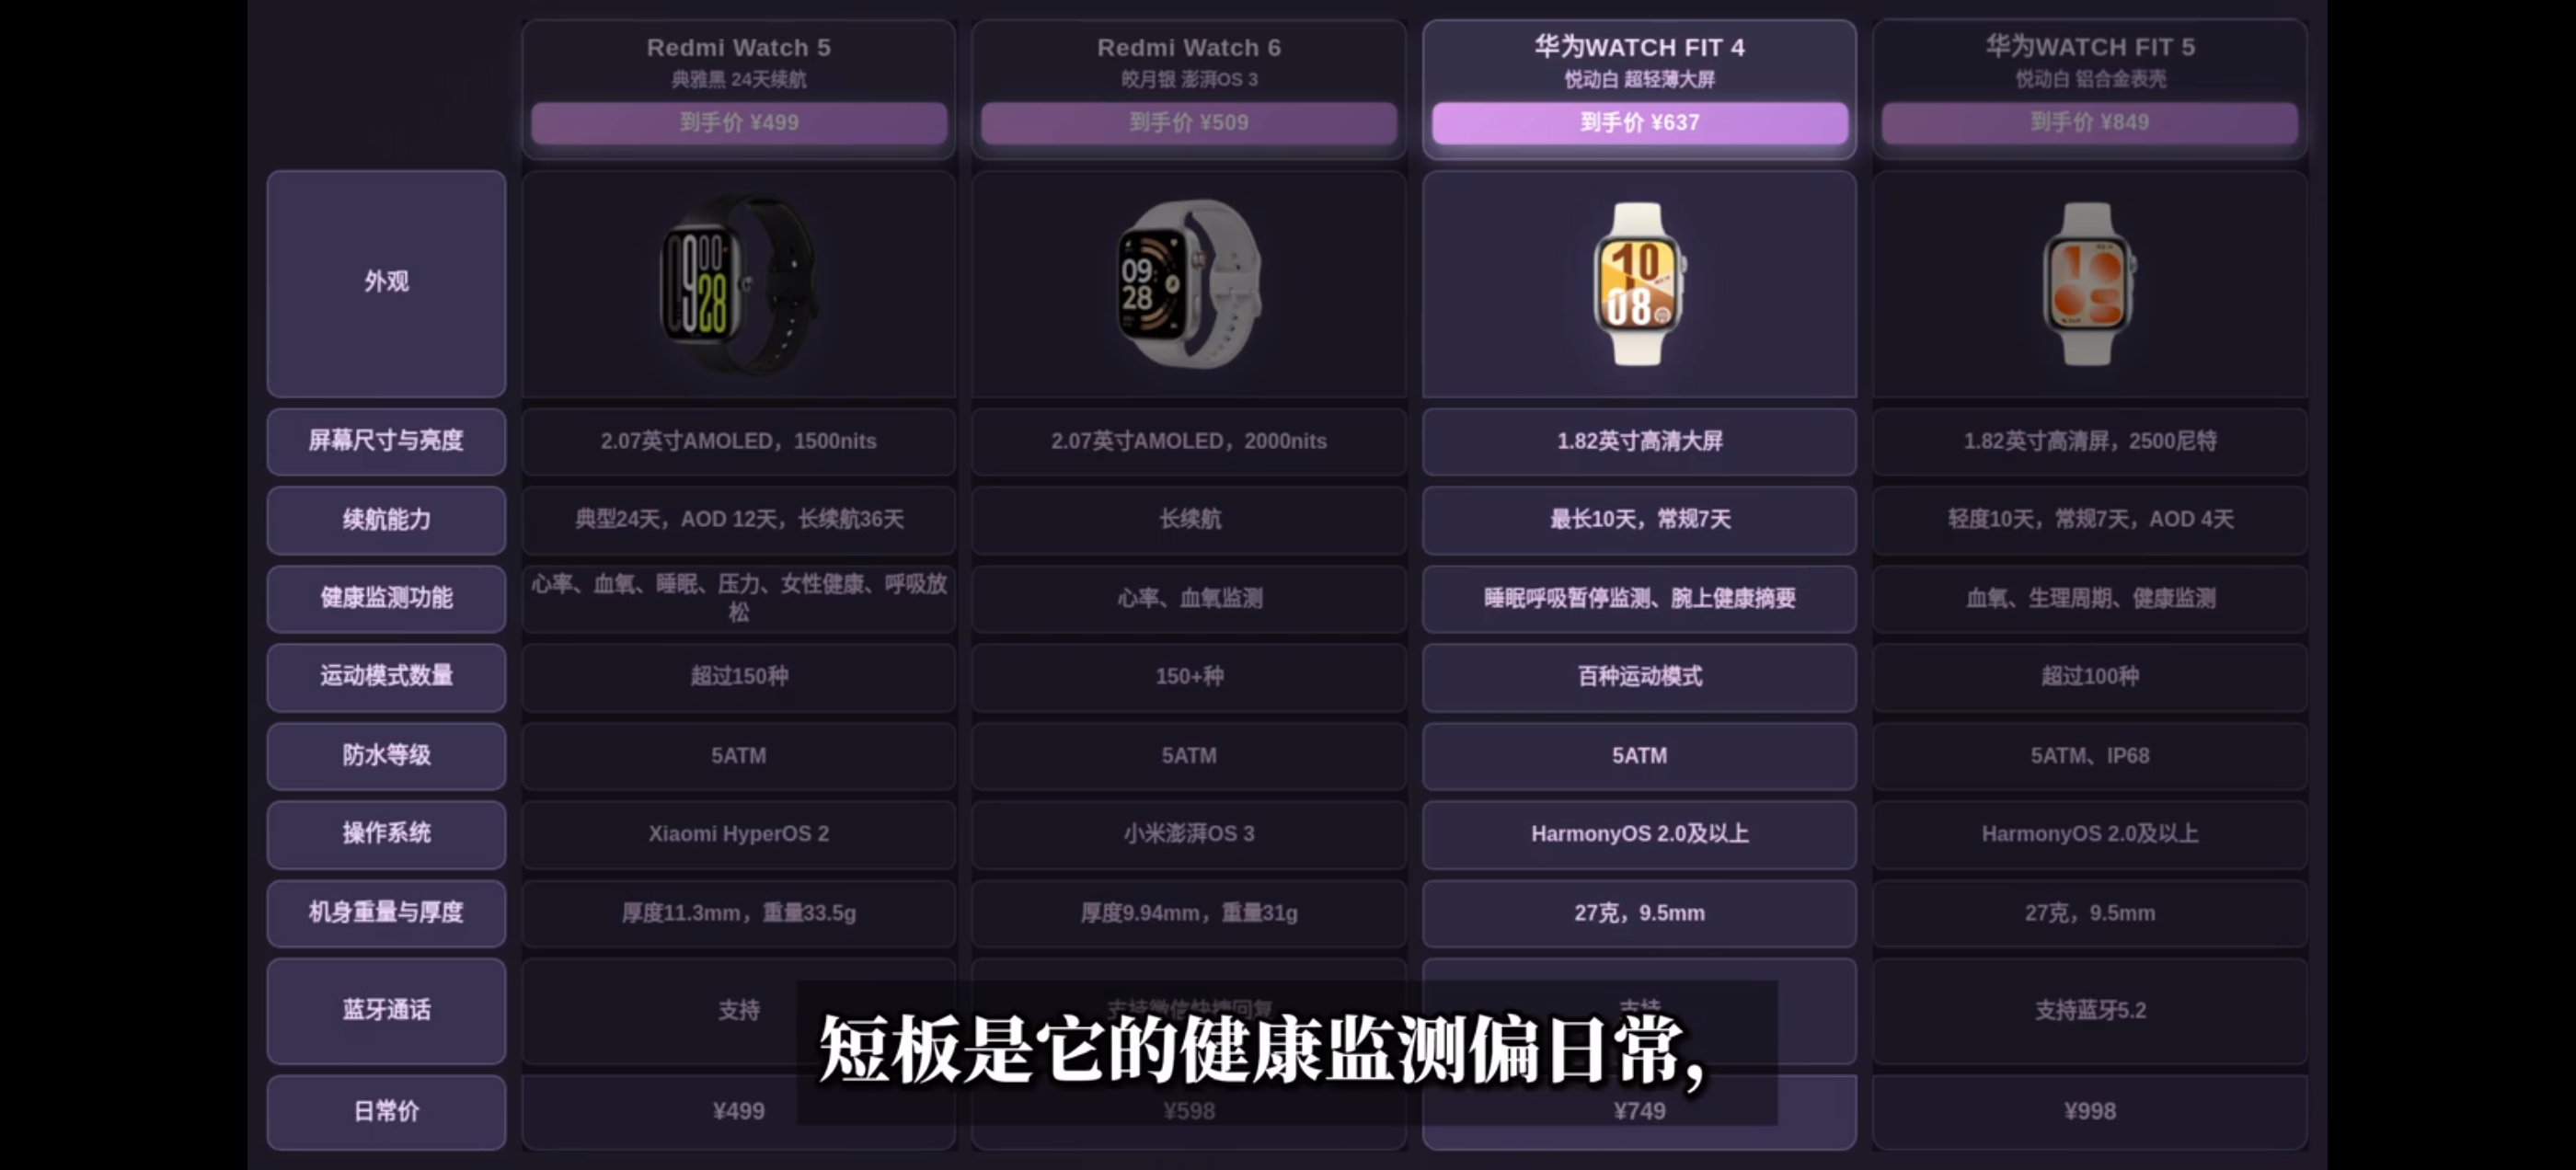 Redmi Watch 5
典雅黑 24天续航
到手价 ¥499
Redmi Watch 6
皎月银 澎湃OS 3
到手价 ¥509
华为WATCH FIT 4
悦动白 超轻薄大屏
到手价 ¥637
华为WATCH FIT 5
悦动白 铝合金表壳
到手价 ¥849
外观
0900
28
09:
28
10
08
屏幕尺寸与亮度
2.07英寸AMOLED，1500nits
2.07英寸AMOLED，2000nits
1.82英寸高清大屏
1.82英寸高清屏，2500尼特
续航能力
典型24天，AOD 12天，长续航36天
长续航
最长10天，常规7天
轻度10天，常规7天，AOD 4天
健康监测功能
心率、血氧、睡眠、压力、女性健康、呼吸放
松
心率、血氧监测
睡眠呼吸暂停监测、腕上健康摘要
血氧、生理周期、健康监测
运动模式数量
超过150种
150+种
百种运动模式
超过100种
防水等级
5ATM
5ATM
5ATM
5ATM、IP68
操作系统
Xiaomi HyperOS 2
小米澎湃OS 3
HarmonyOS 2.0及以上
HarmonyOS 2.0及以上
机身重量与厚度
厚度11.3mm，重量33.5g
厚度9.94mm，重量31g
27克，9.5mm
27克，9.5mm
蓝牙通话
支持
支持微信快捷回复
支持
支持蓝牙5.2
短板是它的健康监测偏日常,
日常价
¥499
¥598
¥749
¥998